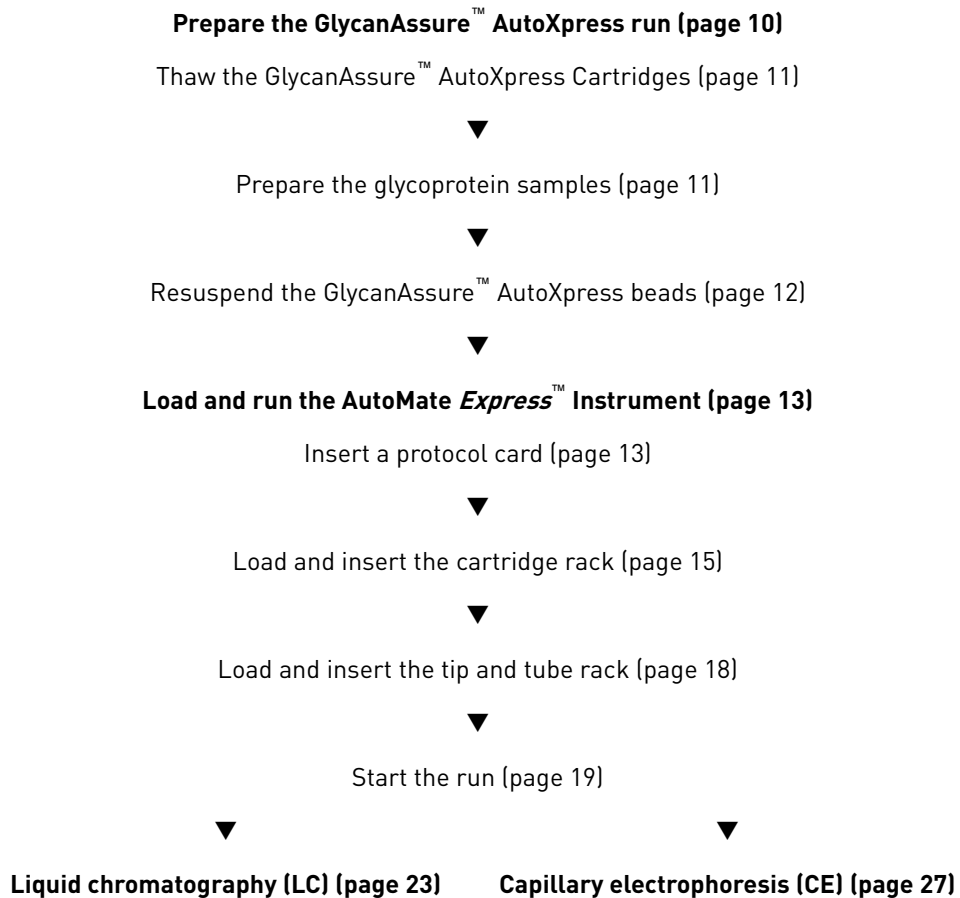 Prepare the GlycanAssure™ AutoXpress run (page 10)
Thaw the GlycanAssure™ AutoXpress Cartridges (page 11)
▼
Prepare the glycoprotein samples (page 11)
▼
Resuspend the GlycanAssure™ AutoXpress beads (page 12)
▼
Load and run the AutoMate Express™ Instrument (page 13)
Insert a protocol card (page 13)
▼
Load and insert the cartridge rack (page 15)
▼
Load and insert the tip and tube rack (page 18)
▼
Start the run (page 19)
▼ ▼
Liquid chromatography (LC) (page 23) Capillary electrophoresis (CE) (page 27)